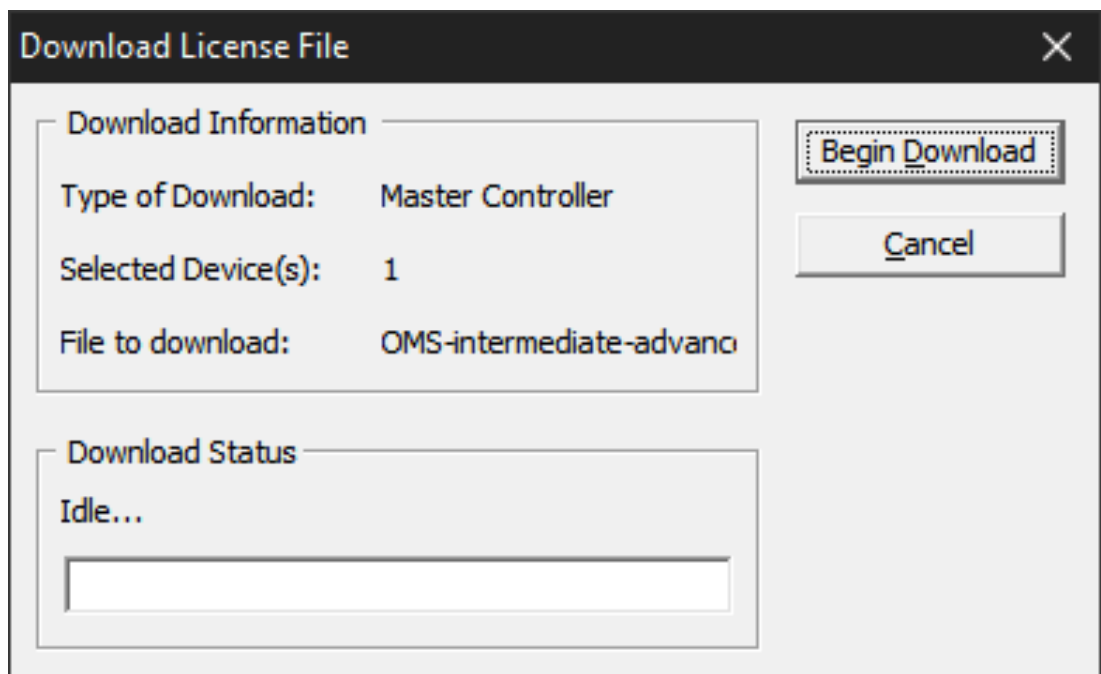 Download License File
Download Information
Type of Download: Master Controller
Selected Device(s): 1
File to download: OMS-intermediate-advanc
Begin Download
Cancel
Download Status
Idle...